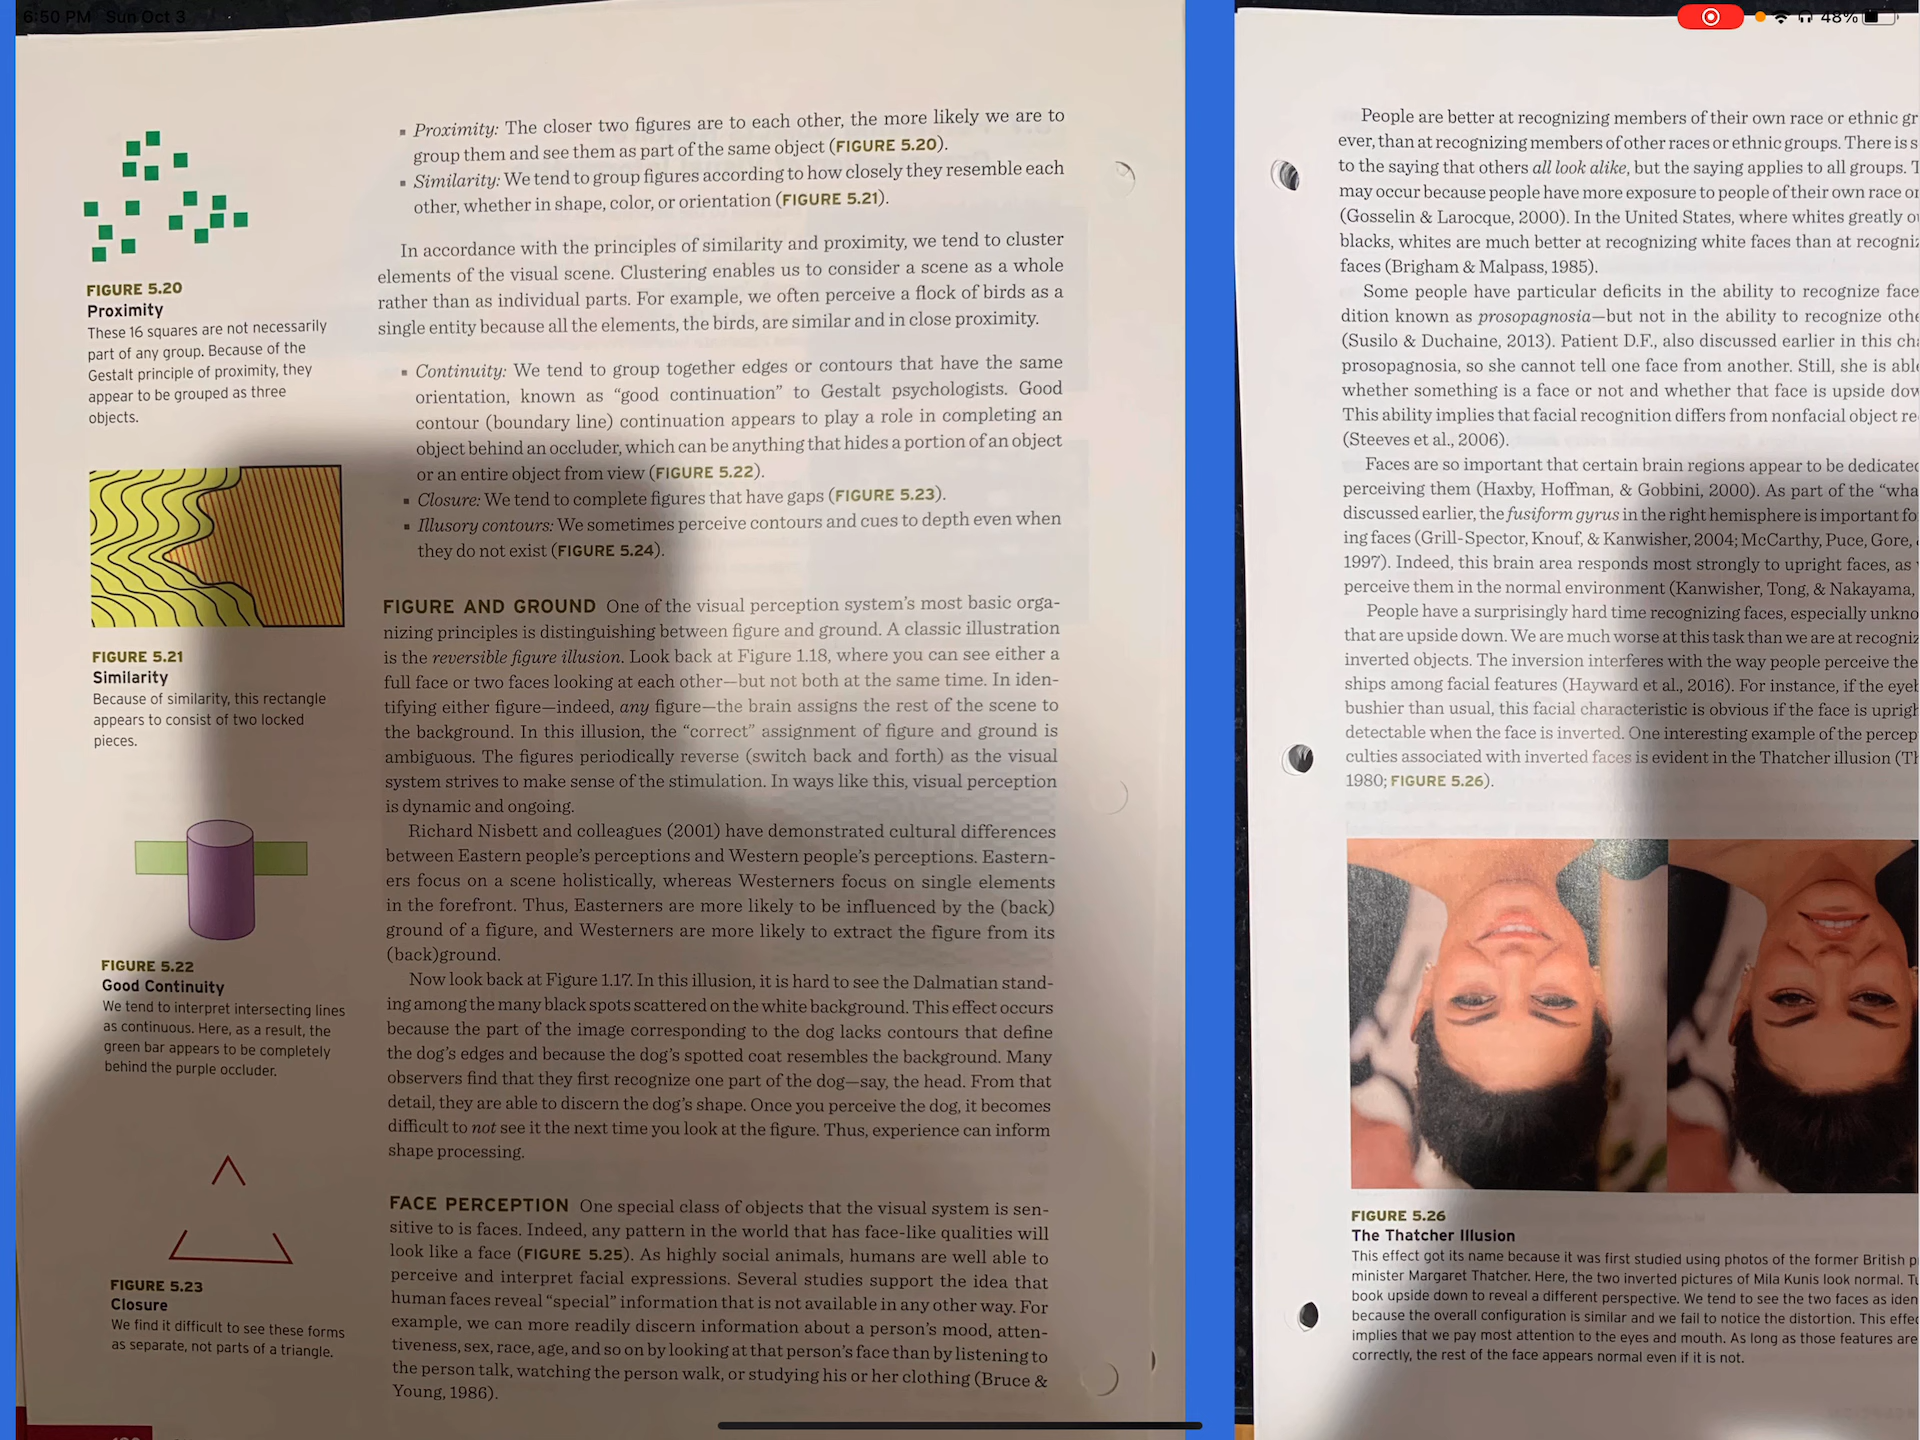 6:50 PM Sun Oct 3
48%
▪ Proximity: The closer two figures are to each other, the more likely we are to
group them and see them as part of the same object (FIGURE 5.20).
▪ Similarity: We tend to group figures according to how closely they resemble each
other, whether in shape, color, or orientation (FIGURE 5.21).
In accordance with the principles of similarity and proximity, we tend to cluster
elements of the visual scene. Clustering enables us to consider a scene as a whole
rather than as individual parts. For example, we often perceive a flock of birds as a
single entity because all the elements, the birds, are similar and in close proximity.
▪ Continuity: We tend to group together edges or contours that have the same
orientation, known as “good continuation” to Gestalt psychologists. Good
contour (boundary line) continuation appears to play a role in completing an
object behind an occluder, which can be anything that hides a portion of an object
or an entire object from view (FIGURE 5.22).
▪ Closure: We tend to complete figures that have gaps (FIGURE 5.23).
▪ Illusory contours: We sometimes perceive contours and cues to depth even when
they do not exist (FIGURE 5.24).
FIGURE AND GROUND One of the visual perception system’s most basic orga-
nizing principles is distinguishing between figure and ground. A classic illustration
is the reversible figure illusion. Look back at Figure 1.18, where you can see either a
full face or two faces looking at each other—but not both at the same time. In iden-
tifying either figure—indeed, any figure—the brain assigns the rest of the scene to
the background. In this illusion, the “correct” assignment of figure and ground is
ambiguous. The figures periodically reverse (switch back and forth) as the visual
system strives to make sense of the stimulation. In ways like this, visual perception
is dynamic and ongoing.
Richard Nisbett and colleagues (2001) have demonstrated cultural differences
between Eastern people’s perceptions and Western people’s perceptions. Eastern-
ers focus on a scene holistically, whereas Westerners focus on single elements
in the forefront. Thus, Easterners are more likely to be influenced by the (back)
ground of a figure, and Westerners are more likely to extract the figure from its
(back)ground.
Now look back at Figure 1.17. In this illusion, it is hard to see the Dalmatian stand-
ing among the many black spots scattered on the white background. This effect occurs
because the part of the image corresponding to the dog lacks contours that define
the dog’s edges and because the dog’s spotted coat resembles the background. Many
observers find that they first recognize one part of the dog—say, the head. From that
detail, they are able to discern the dog’s shape. Once you perceive the dog, it becomes
difficult to not see it the next time you look at the figure. Thus, experience can inform
shape processing.
FACE PERCEPTION One special class of objects that the visual system is sen-
sitive to is faces. Indeed, any pattern in the world that has face-like qualities will
look like a face (FIGURE 5.25). As highly social animals, humans are well able to
perceive and interpret facial expressions. Several studies support the idea that
human faces reveal “special” information that is not available in any other way. For
example, we can more readily discern information about a person’s mood, atten-
tiveness, sex, race, age, and so on by looking at that person’s face than by listening to
the person talk, watching the person walk, or studying his or her clothing (Bruce &
Young, 1986).
FIGURE 5.20
Proximity
These 16 squares are not necessarily
part of any group. Because of the
Gestalt principle of proximity, they
appear to be grouped as three
objects.
FIGURE 5.21
Similarity
Because of similarity, this rectangle
appears to consist of two locked
pieces.
FIGURE 5.22
Good Continuity
We tend to interpret intersecting lines
as continuous. Here, as a result, the
green bar appears to be completely
behind the purple occluder.
FIGURE 5.23
Closure
We find it difficult to see these forms
as separate, not parts of a triangle.
People are better at recognizing members of their own race or ethnic gr
ever, than at recognizing members of other races or ethnic groups. There is s
to the saying that others all look alike, but the saying applies to all groups. T
may occur because people have more exposure to people of their own race or
(Gosselin & Larocque, 2000). In the United States, where whites greatly ou
blacks, whites are much better at recognizing white faces than at recogniz
faces (Brigham & Malpass, 1985).
Some people have particular deficits in the ability to recognize face
dition known as prosopagnosia—but not in the ability to recognize othe
(Susilo & Duchaine, 2013). Patient D.F., also discussed earlier in this cha
prosopagnosia, so she cannot tell one face from another. Still, she is able
whether something is a face or not and whether that face is upside dow
This ability implies that facial recognition differs from nonfacial object re
(Steeves et al., 2006).
Faces are so important that certain brain regions appear to be dedicated
perceiving them (Haxby, Hoffman, & Gobbini, 2000). As part of the “wha
discussed earlier, the fusiform gyrus in the right hemisphere is important fo
ing faces (Grill-Spector, Knouf, & Kanwisher, 2004; McCarthy, Puce, Gore,
1997). Indeed, this brain area responds most strongly to upright faces, as
perceive them in the normal environment (Kanwisher, Tong, & Nakayama,
People have a surprisingly hard time recognizing faces, especially unkno
that are upside down. We are much worse at this task than we are at recogniz
inverted objects. The inversion interferes with the way people perceive the
ships among facial features (Hayward et al., 2016). For instance, if the eyeb
bushier than usual, this facial characteristic is obvious if the face is uprigh
detectable when the face is inverted. One interesting example of the percep
culties associated with inverted faces is evident in the Thatcher illusion (Th
1980; FIGURE 5.26).
FIGURE 5.26
The Thatcher Illusion
This effect got its name because it was first studied using photos of the former British p
minister Margaret Thatcher. Here, the two inverted pictures of Mila Kunis look normal. Tu
book upside down to reveal a different perspective. We tend to see the two faces as iden
because the overall configuration is similar and we fail to notice the distortion. This effec
implies that we pay most attention to the eyes and mouth. As long as those features are
correctly, the rest of the face appears normal even if it is not.